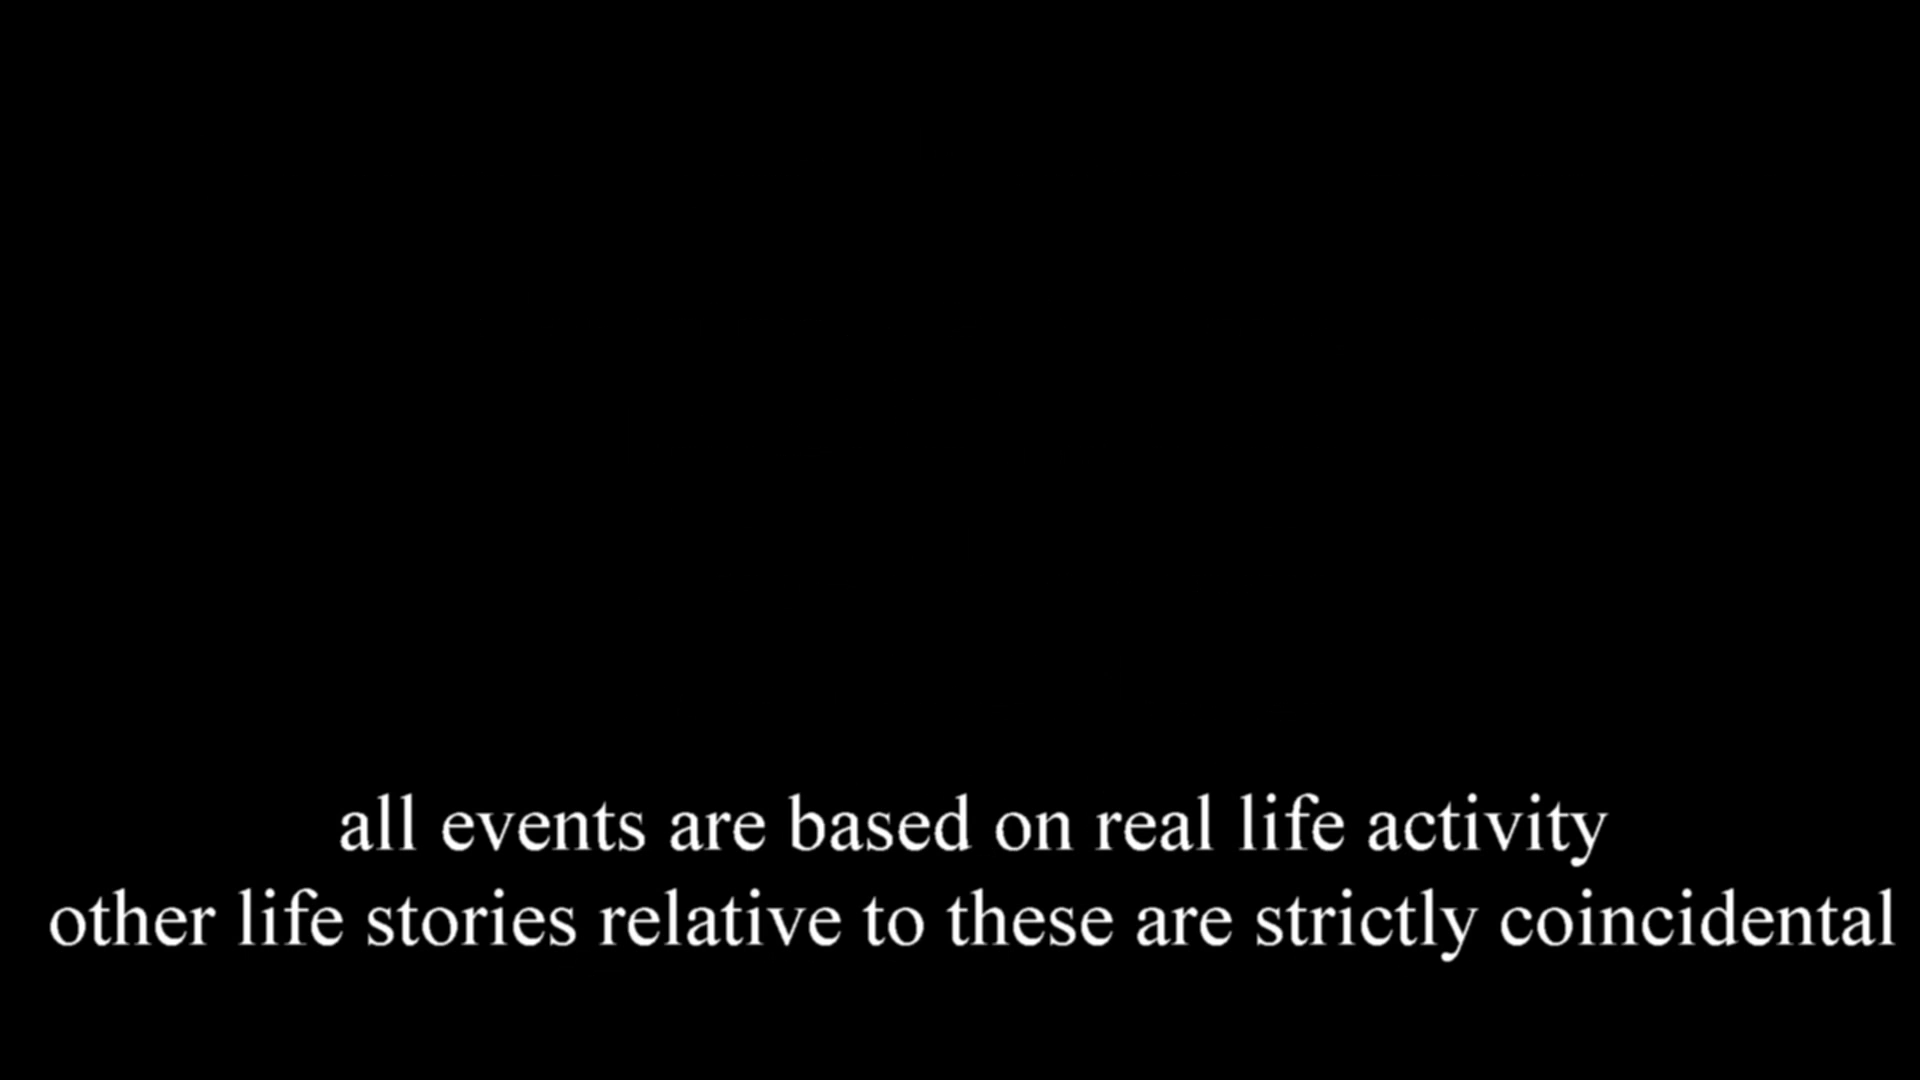 all events are based on real life activity
other life stories relative to these are strictly coincidental